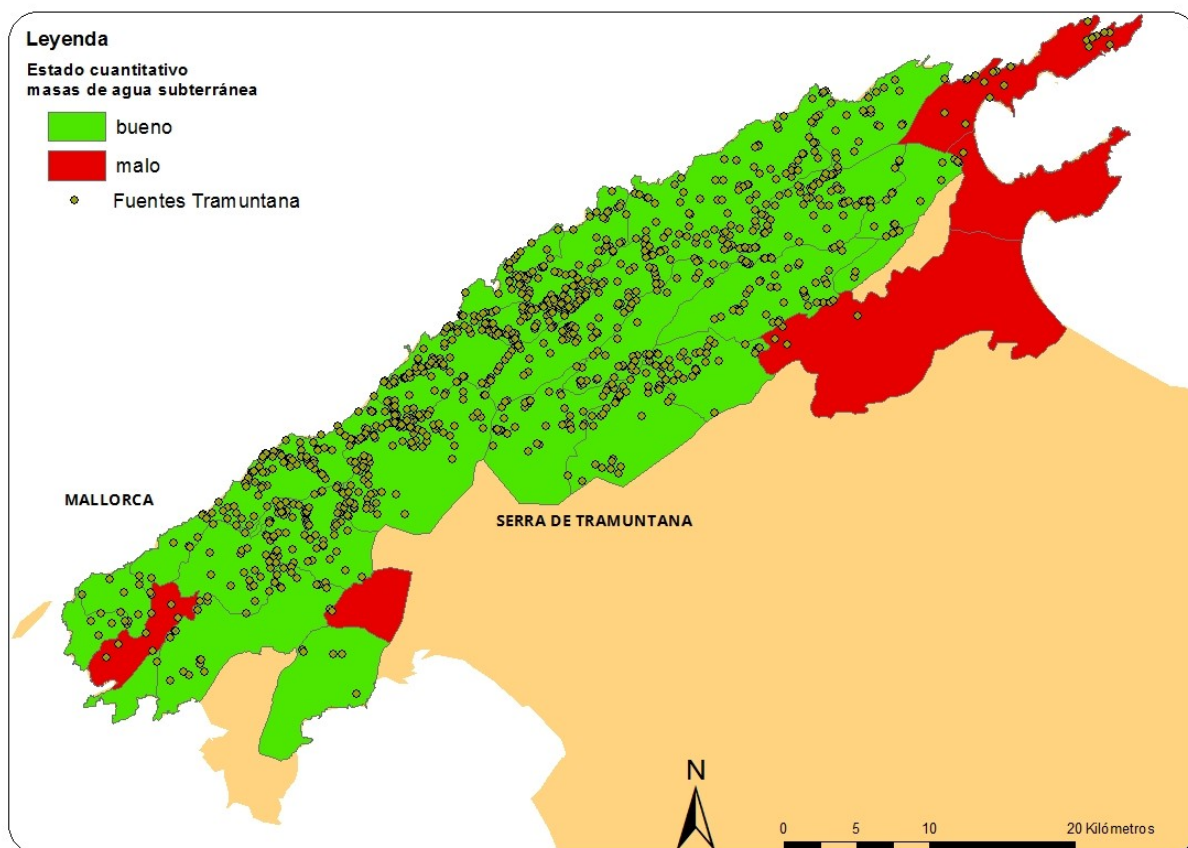 Leyenda
Estado cuantitativo
masas de agua subterránea
bueno
malo
Fuentes Tramuntana
MALLORCA
SERRA DE TRAMUNTANA
N
0 5 10 20 Kilómetros